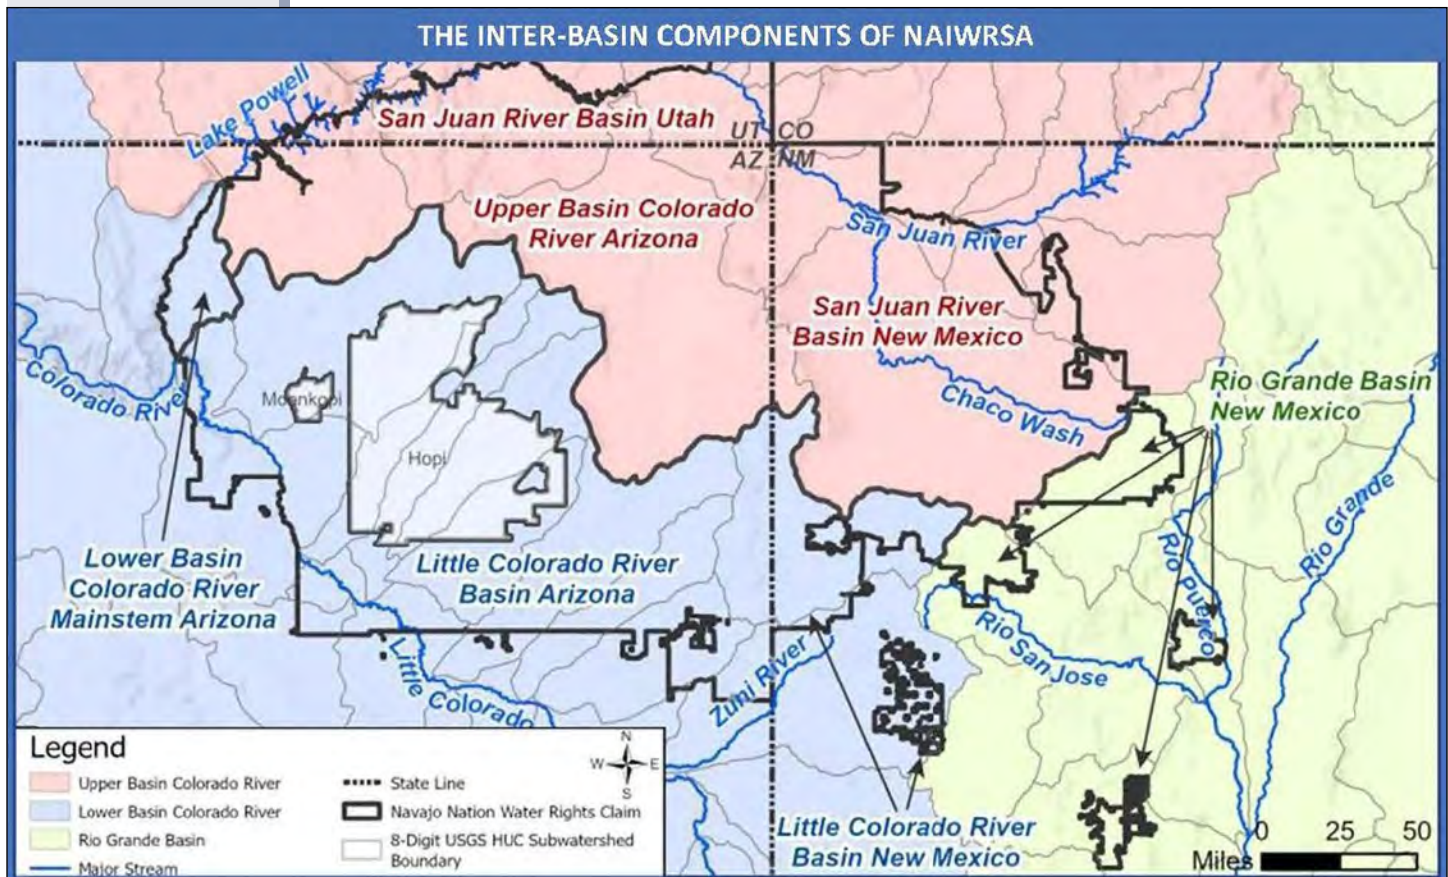 THE INTER-BASIN COMPONENTS OF NAIWRSA
Lake Powell
San Juan River Basin Utah
UT CO
AZ NM
Upper Basin Colorado
River Arizona
San Juan River
San Juan River
Basin New Mexico
Colorado River
Moenkopi
Chaco Wash
Rio Grande Basin
New Mexico
Hopi
Rio Grande
Rio Puerco
Lower Basin
Colorado River
Mainstem Arizona
Little Colorado River
Basin Arizona
Rio San Jose
Little Colorado
Zuni River
Little Colorado River
Basin New Mexico
Legend
Upper Basin Colorado River
Lower Basin Colorado River
Rio Grande Basin
Major Stream
State Line
Navajo Nation Water Rights Claim
8-Digit USGS HUC Subwatershed
Boundary
N
W E
S
0 25 50
Miles